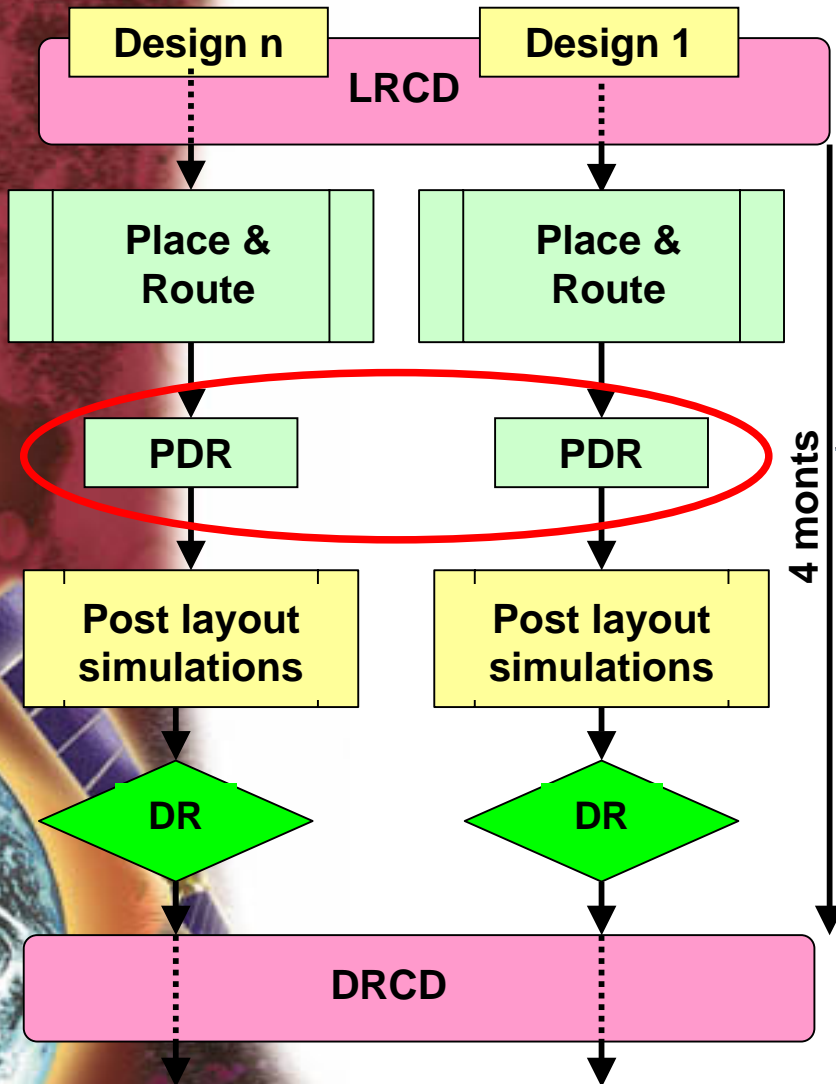 Design n
Design 1
LRCD
Place &
Route
Place &
Route
PDR
PDR
4 monts
Post layout
simulations
Post layout
simulations
DR
DR
DRCD